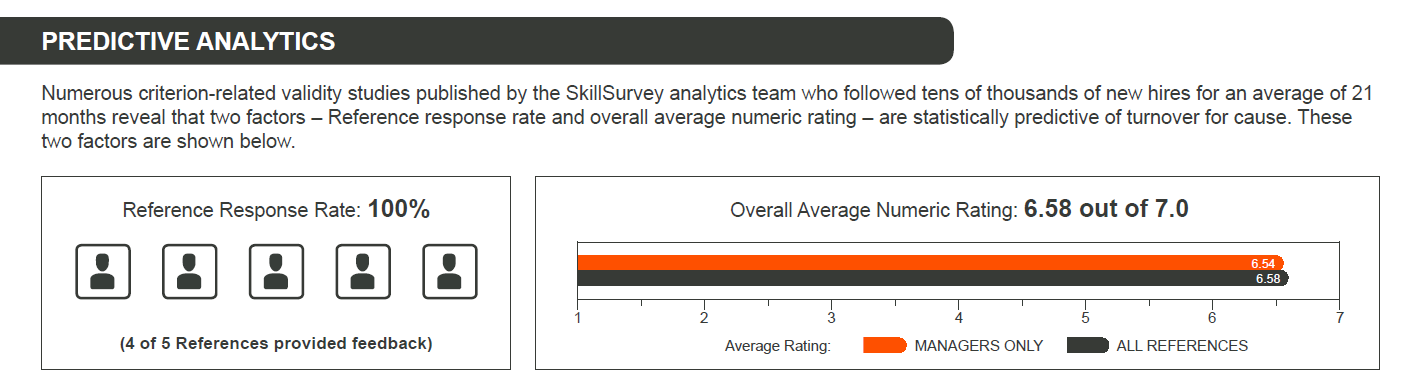 PREDICTIVE ANALYTICS
Numerous criterion-related validity studies published by the SkillSurvey analytics team who followed tens of thousands of new hires for an average of 21
months reveal that two factors – Reference response rate and overall average numeric rating – are statistically predictive of turnover for cause. These
two factors are shown below.
Reference Response Rate: 100%
(4 of 5 References provided feedback)
Overall Average Numeric Rating: 6.58 out of 7.0
6.54
6.58
1 2 3 4 5 6 7
Average Rating: MANAGERS ONLY ALL REFERENCES